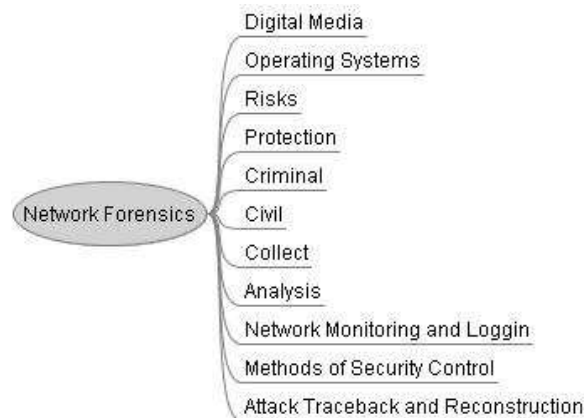 Digital Media
Operating Systems
Risks
Protection
Criminal
Network Forensics
Civil
Collect
Analysis
Network Monitoring and Loggin
Methods of Security Control
Attack Traceback and Reconstruction